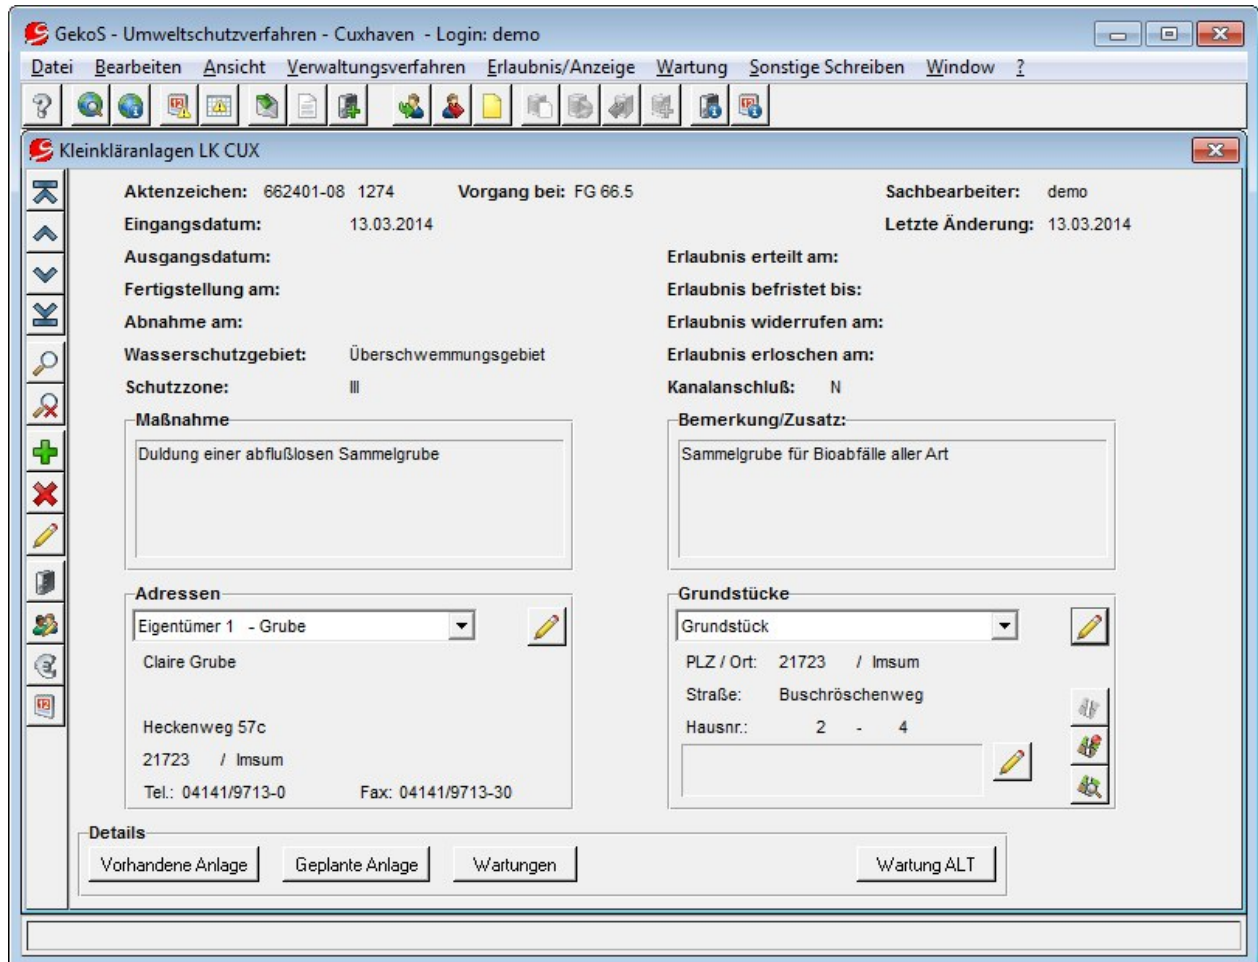 GekoS - Umweltschutzverfahren - Cuxhaven - Login: demo
Datei Bearbeiten Ansicht Verwaltungsverfahren Erlaubnis/Anzeige Wartung Sonstige Schreiben Window ?
Kleinkläranlagen LK CUX
Aktenzeichen: 662401-08 1274 Vorgang bei: FG 66.5 Sachbearbeiter: demo
Eingangsdatum: 13.03.2014 Letzte Änderung: 13.03.2014
Ausgangsdatum: Erlaubnis erteilt am:
Fertigstellung am: Erlaubnis befristet bis:
Abnahme am: Erlaubnis widerrufen am:
Wasserschutzgebiet: Überschwemmungsgebiet Erlaubnis erloschen am:
Schutzzone: III Kanalanschluß: N
Maßnahme Bemerkung/Zusatz:
Duldung einer abflußlosen Sammelgrube Sammelgrube für Bioabfälle aller Art
Adressen Grundstücke
Eigentümer 1 - Grube Grundstück
Claire Grube PLZ / Ort: 21723 / Imsum
Straße: Buschröschenweg
Heckenweg 57c Hausnr.: 2 - 4
21723 / Imsum
Tel.: 04141/9713-0 Fax: 04141/9713-30
Details
Vorhandene Anlage Geplante Anlage Wartungen Wartung ALT